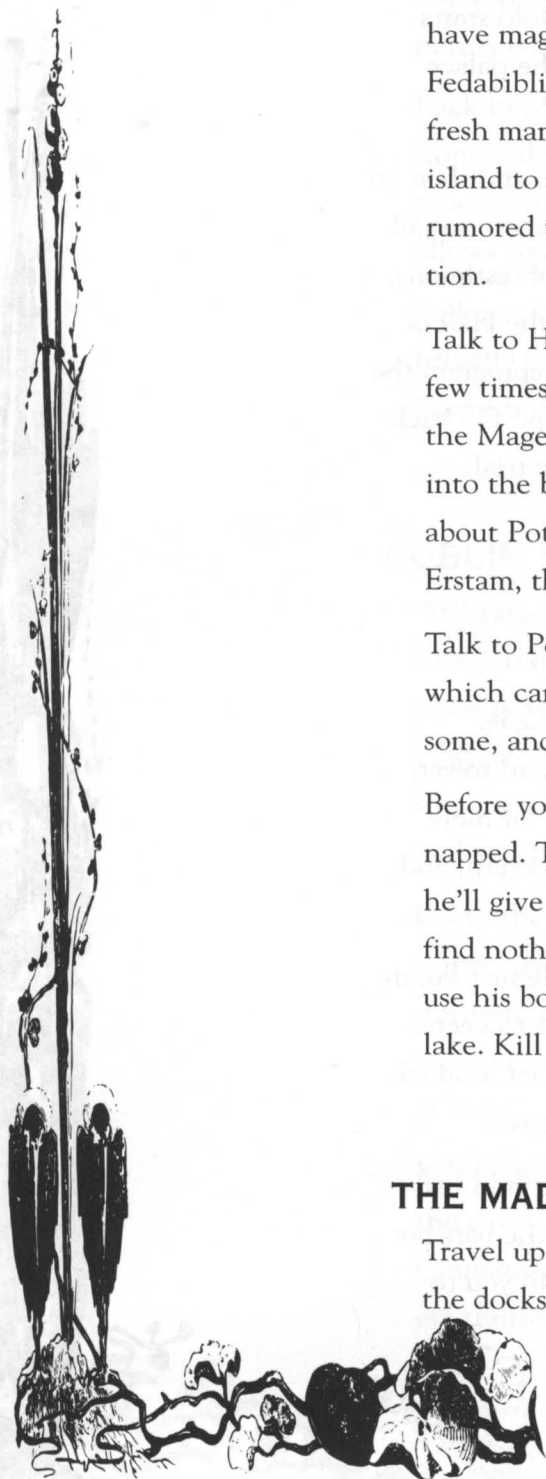 have mag
Fedabibli
fresh mar
island to
rumored
tion.
Talk to H
few times
the Mage
into the b
about Pot
Erstam, th
Talk to Po
which can
some, and
Before yo
napped. T
he'll give
find noth
use his bo
lake. Kill
THE MAD
Travel up
the docks